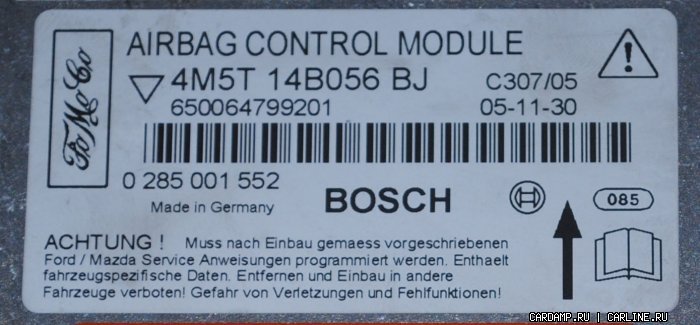 FoMoCo
AIRBAG CONTROL MODULE
4M5T 14B056 BJ C307/05
650064799201 05-11-30
0 285 001 552
Made in Germany
BOSCH
085
ACHTUNG ! Muss nach Einbau gemaess vorgeschriebenen
Ford / Mazda Service Anweisungen programmiert werden. Enthaelt
fahrzeugspezifische Daten. Entfernen und Einbau in andere
Fahrzeuge verboten! Gefahr von Verletzungen und Fehlfunktionen!
CARDAMP.RU | CARLINE.RU